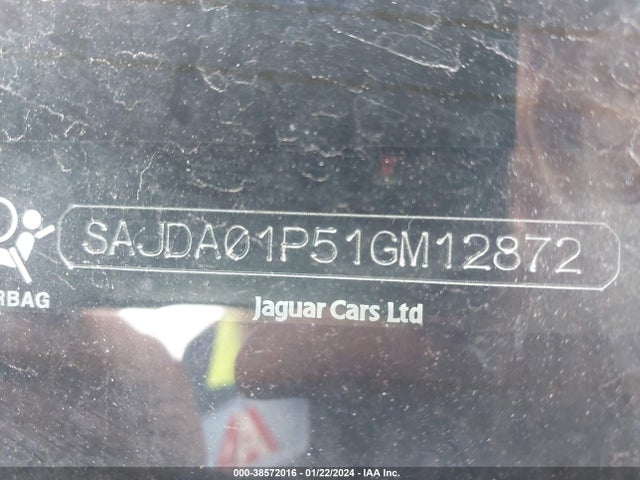 SAJDA01P51GM12872
RBAG
Jaguar Cars Ltd
000-38572016 - 01/22/2024 - IAA Inc.